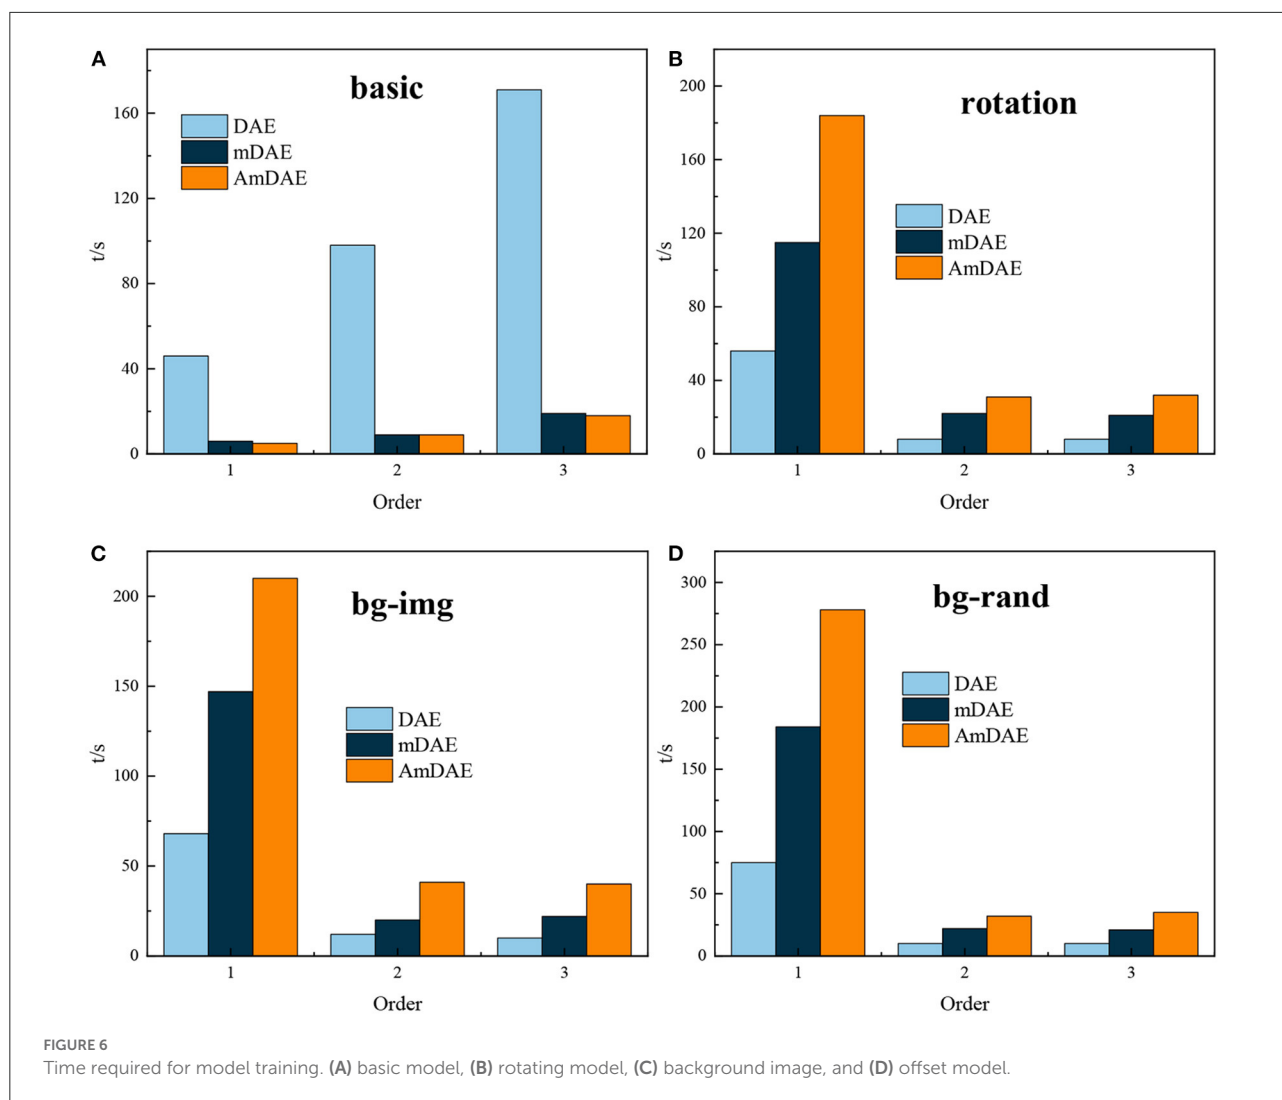 A
basic
DAE
mDAE
AmDAE
160
120
80
40
0
t/s
1 2 3
Order
B
rotation
DAE
mDAE
AmDAE
200
160
120
80
40
0
t/s
1 2 3
Order
C
bg-img
DAE
mDAE
AmDAE
200
150
100
50
0
t/s
1 2 3
Order
D
bg-rand
DAE
mDAE
AmDAE
300
250
200
150
100
50
0
t/s
1 2 3
Order
FIGURE 6
Time required for model training. (A) basic model, (B) rotating model, (C) background image, and (D) offset model.